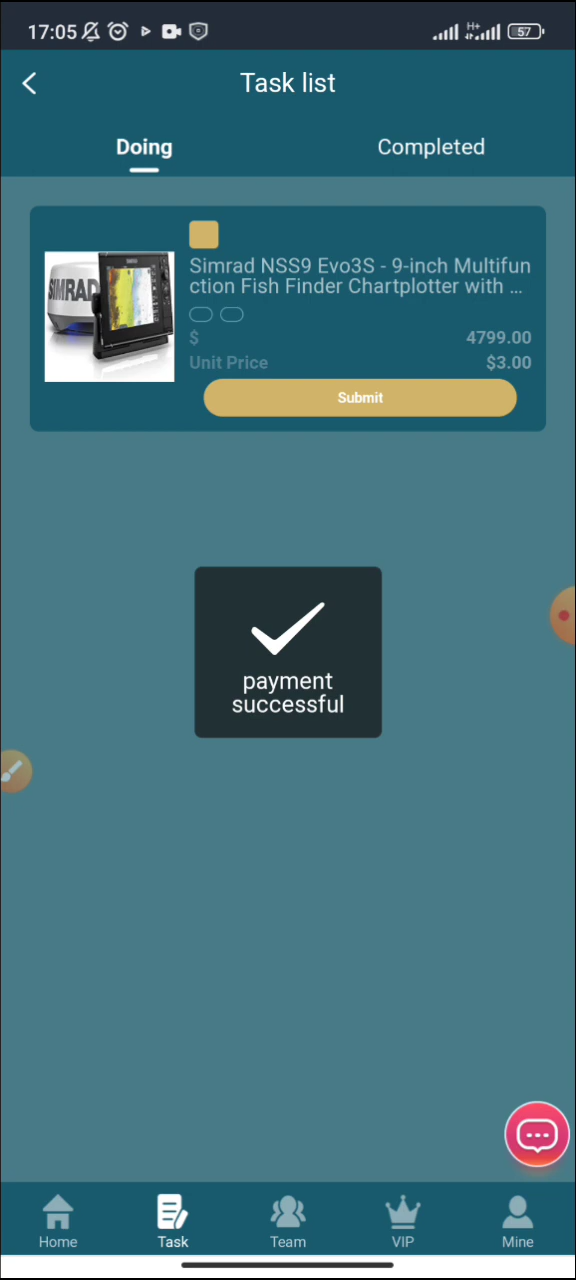 17:05
H+
57
Task list
Doing
Completed
SIMRAD
Simrad NSS9 Evo3S - 9-inch Multifun
ction Fish Finder Chartplotter with ...
$ 4799.00
Unit Price $3.00
Submit
payment
successful
Home
Task
Team
VIP
Mine